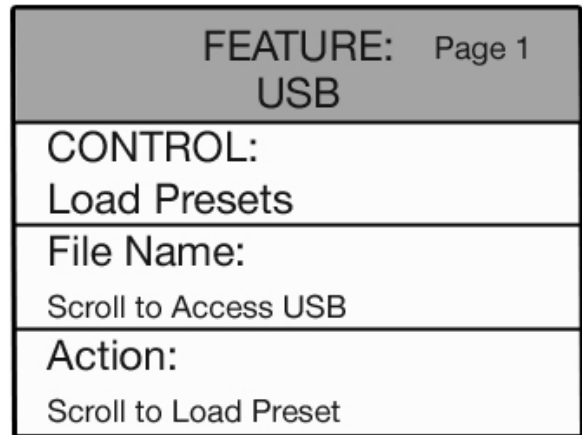 FEATURE: Page 1
USB
CONTROL:
Load Presets
File Name:
Scroll to Access USB
Action:
Scroll to Load Preset